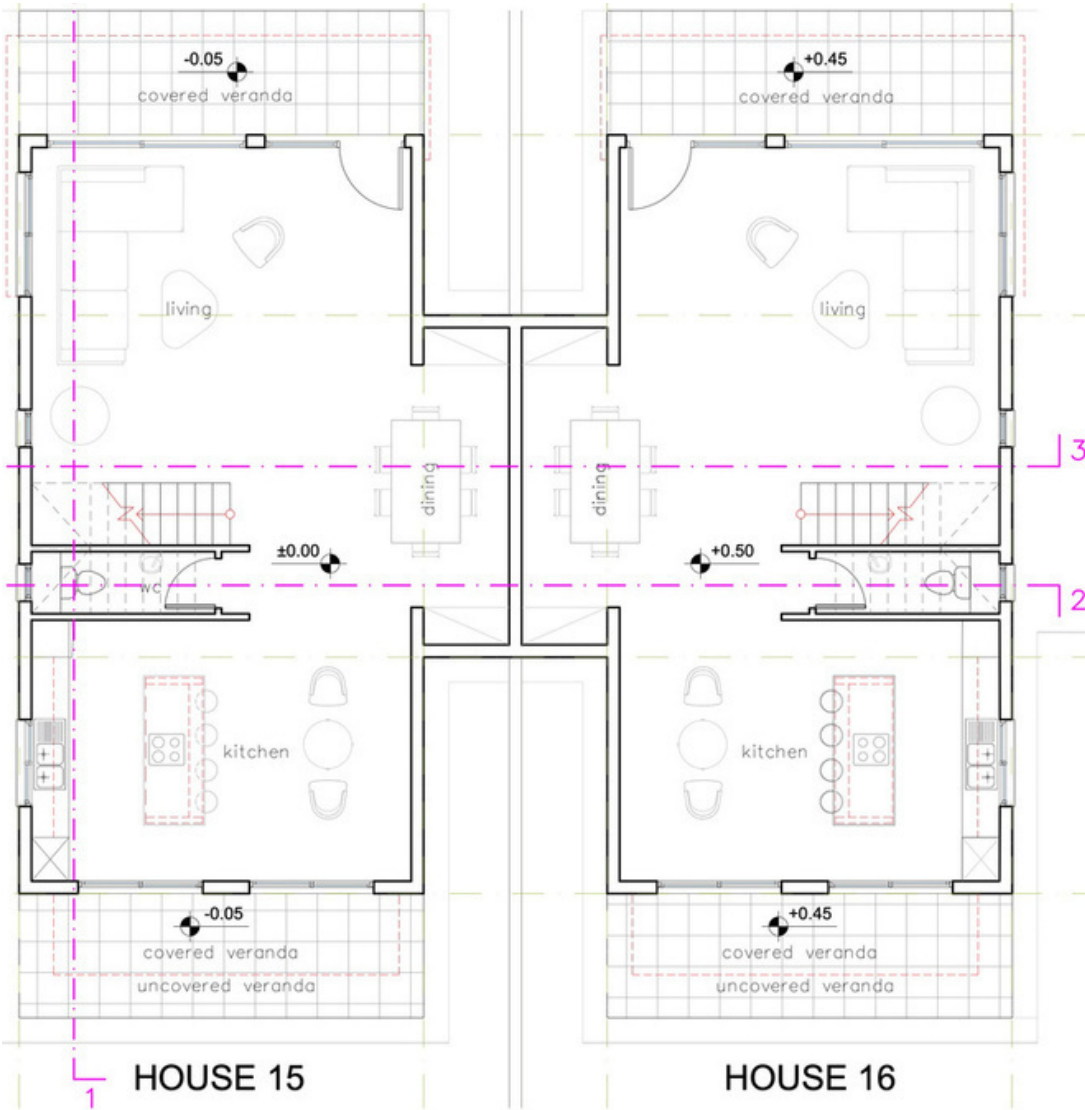 -0.05
covered veranda
+0.45
covered veranda
living
living
3
dining
dining
±0.00
+0.50
wc
2
kitchen
kitchen
-0.05
covered veranda
uncovered veranda
+0.45
covered veranda
uncovered veranda
HOUSE 15
HOUSE 16
1